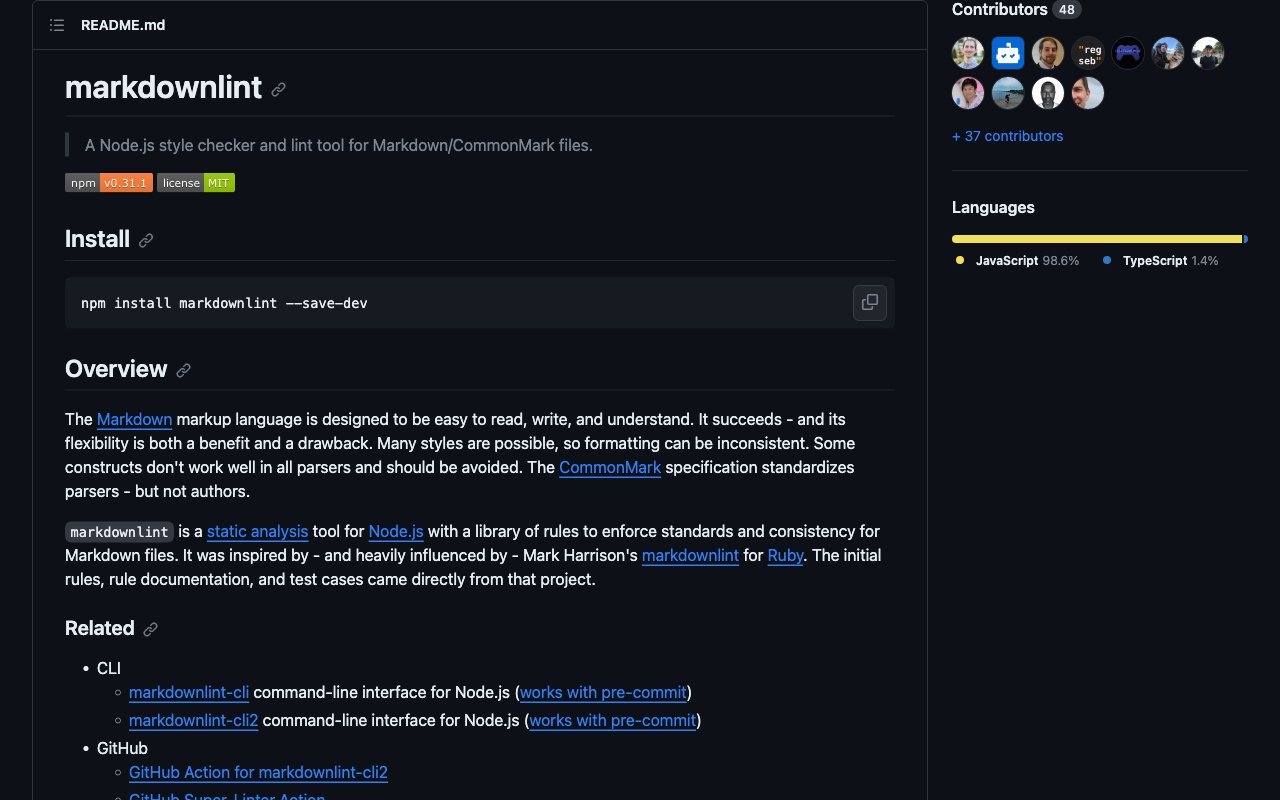 README.md
markdownlint
A Node.js style checker and lint tool for Markdown/CommonMark files.
npm v0.31.1 license MIT
Install
npm install markdownlint --save-dev
Overview
The Markdown markup language is designed to be easy to read, write, and understand. It succeeds - and its
flexibility is both a benefit and a drawback. Many styles are possible, so formatting can be inconsistent. Some
constructs don't work well in all parsers and should be avoided. The CommonMark specification standardizes
parsers - but not authors.
markdownlint is a static analysis tool for Node.js with a library of rules to enforce standards and consistency for
Markdown files. It was inspired by - and heavily influenced by - Mark Harrison's markdownlint for Ruby. The initial
rules, rule documentation, and test cases came directly from that project.
Related
• CLI
◦ markdownlint-cli command-line interface for Node.js (works with pre-commit)
◦ markdownlint-cli2 command-line interface for Node.js (works with pre-commit)
• GitHub
◦ GitHub Action for markdownlint-cli2
◦ GitHub Super-Linter Action
Contributors 48
"reg
seb"
+ 37 contributors
Languages
JavaScript 98.6% TypeScript 1.4%